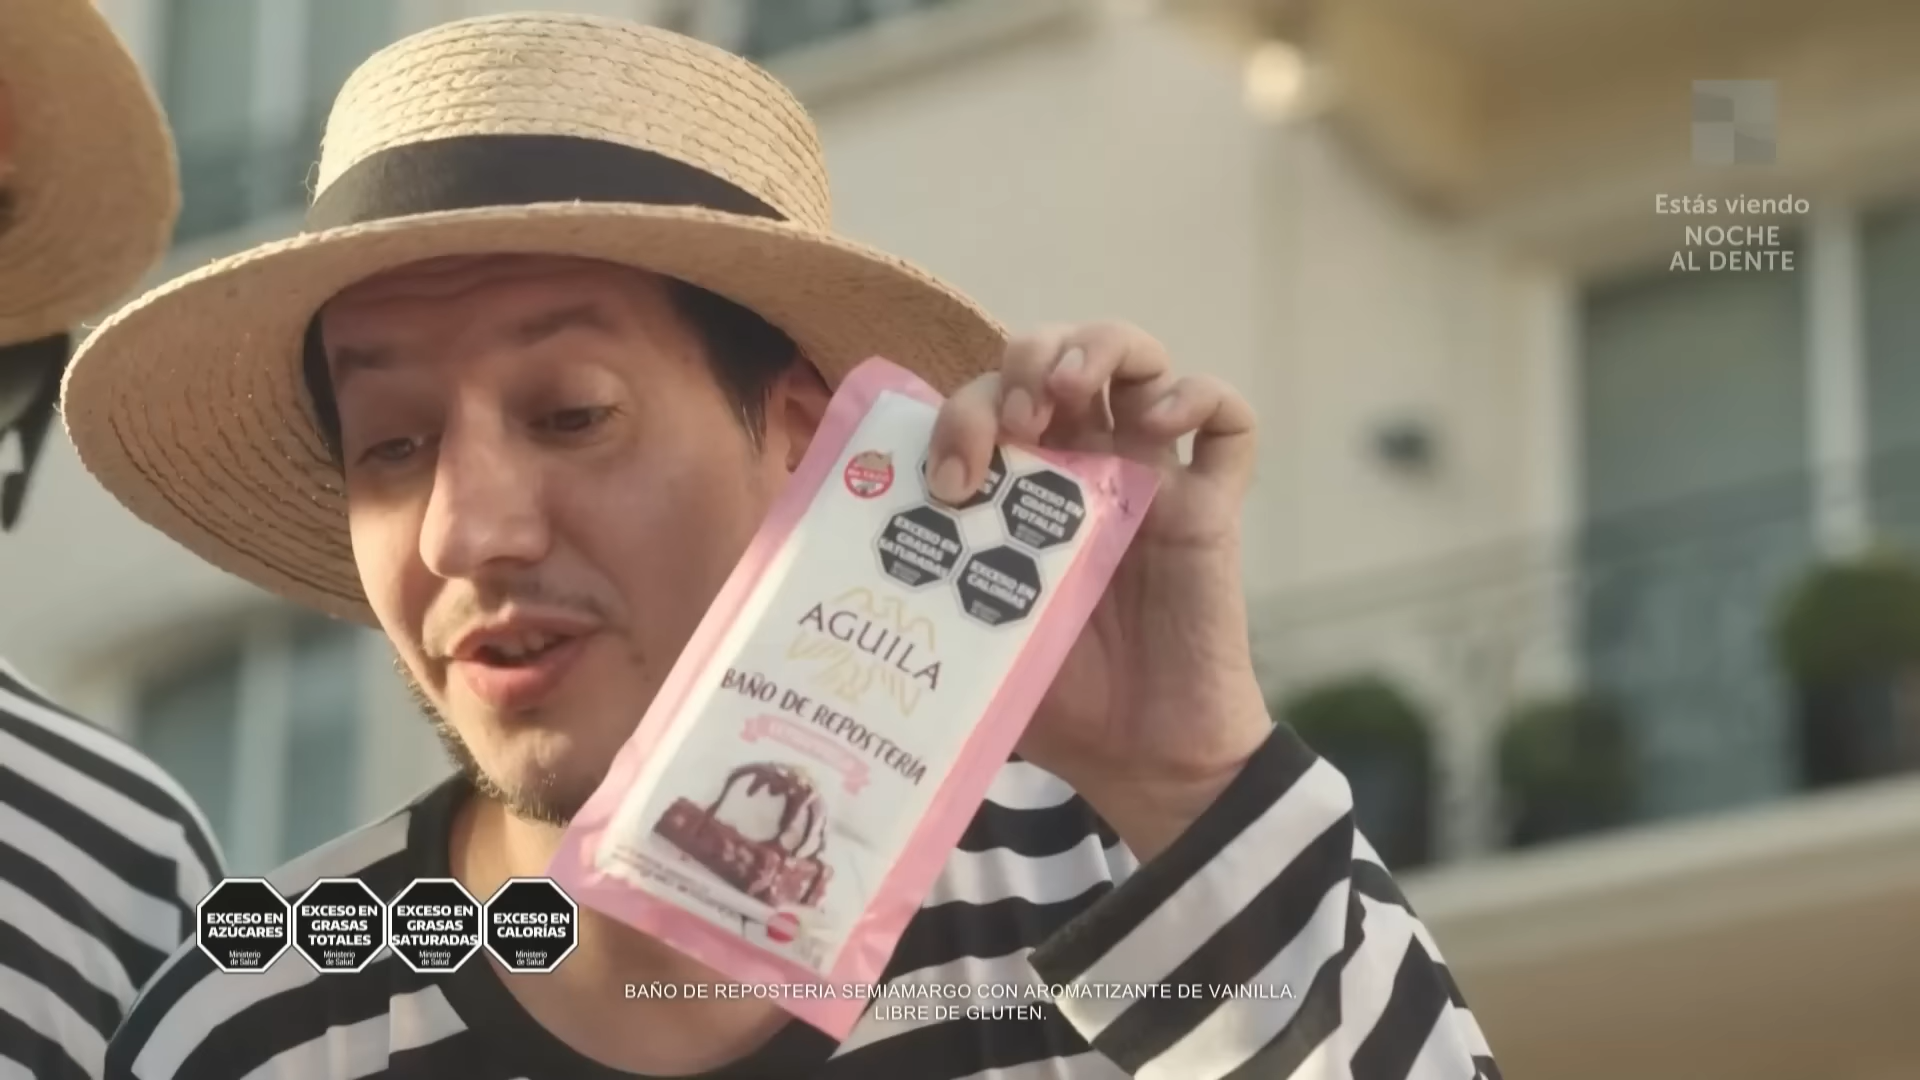 Estás viendo
NOCHE
AL DENTE
EXCESO EN
GRASAS
TOTALES
EXCESO EN
GRASAS
SATURADAS
EXCESO EN
CALORÍAS
AGUILA
BAÑO DE REPOSTERÍA
EXCESO EN
AZÚCARES
Ministerio
de Salud
EXCESO EN
GRASAS
TOTALES
Ministerio
de Salud
EXCESO EN
GRASAS
SATURADAS
Ministerio
de Salud
EXCESO EN
CALORÍAS
Ministerio
de Salud
BAÑO DE REPOSTERIA SEMIAMARGO CON AROMATIZANTE DE VAINILLA.
LIBRE DE GLUTEN.